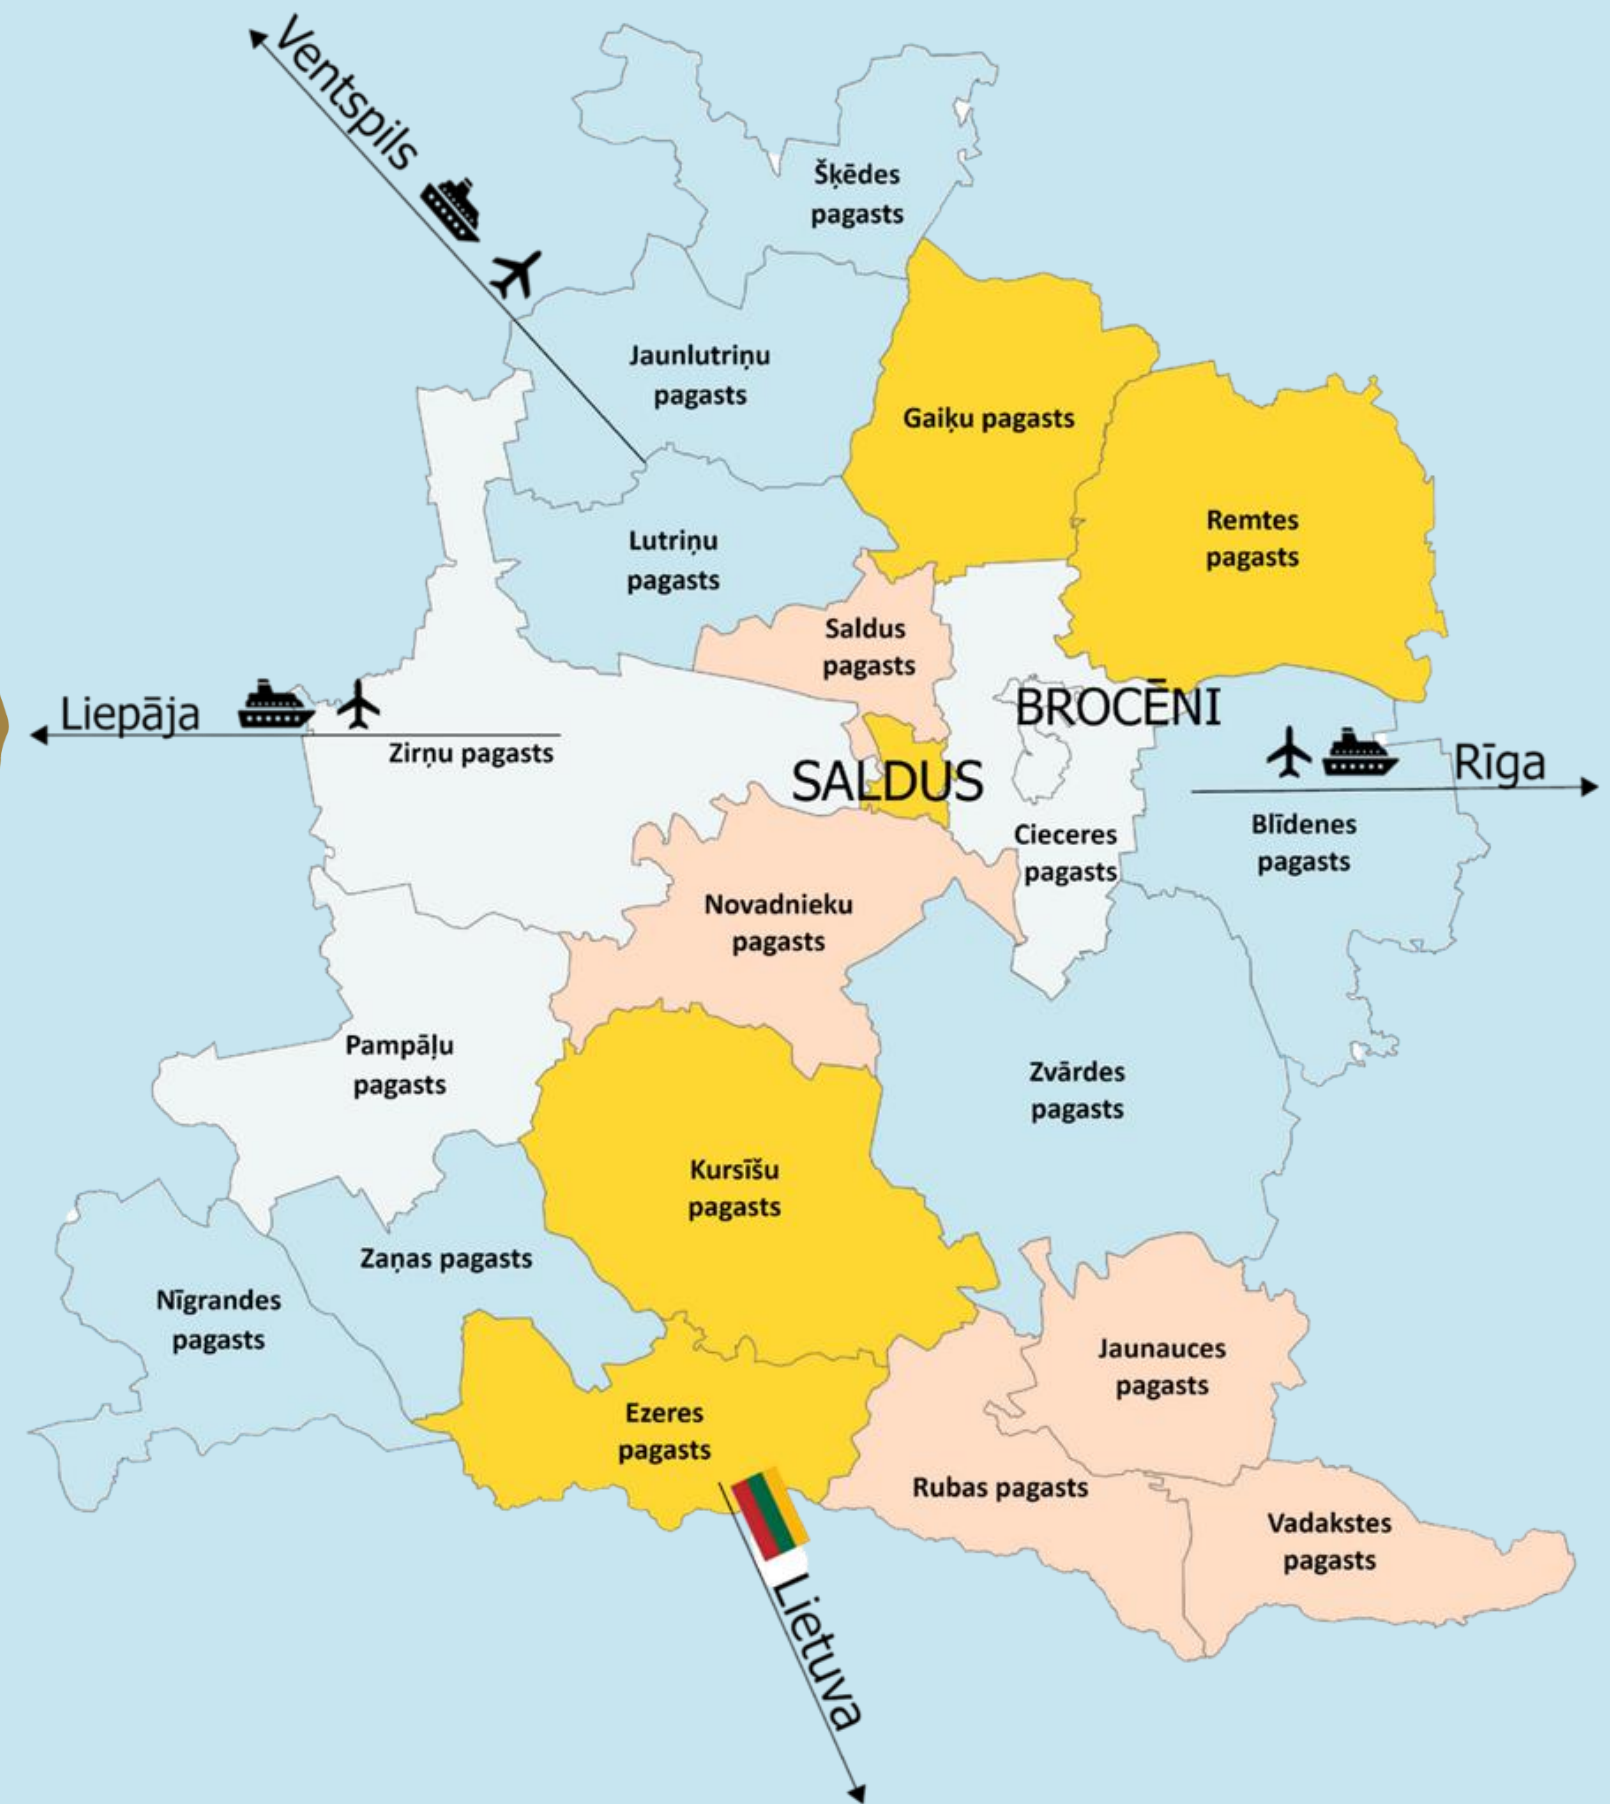 Ventspils
Šķēdes
pagasts
Jaunlutriņu
pagasts
Gaiķu pagasts
Remtes
pagasts
Lutriņu
pagasts
Saldus
pagasts
Liepāja
BROCĒNI
Zirņu pagasts
SALDUS
Rīga
Cieceres
pagasts
Blīdenes
pagasts
Novadnieku
pagasts
Pampāļu
pagasts
Zvārdes
pagasts
Kursīšu
pagasts
Zaņas pagasts
Nīgrandes
pagasts
Jaunauces
pagasts
Ezeres
pagasts
Rubas pagasts
Vadakstes
pagasts
Lietuva